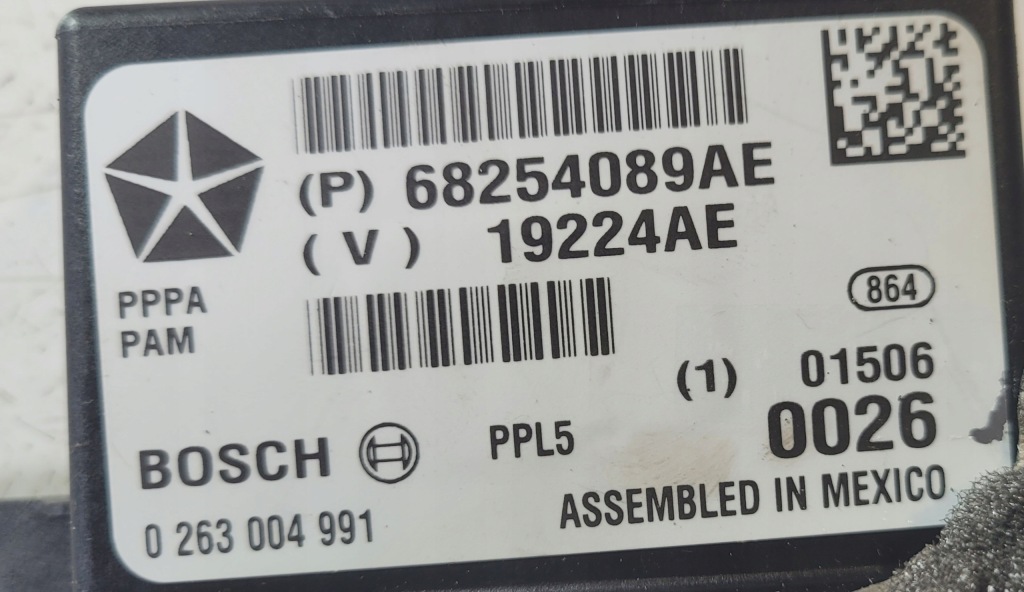 (P) 68254089AE
(V) 19224AE
PPPA
PAM
864
(1) 01506
0026
BOSCH
PPL5
0 263 004 991
ASSEMBLED IN MEXICO